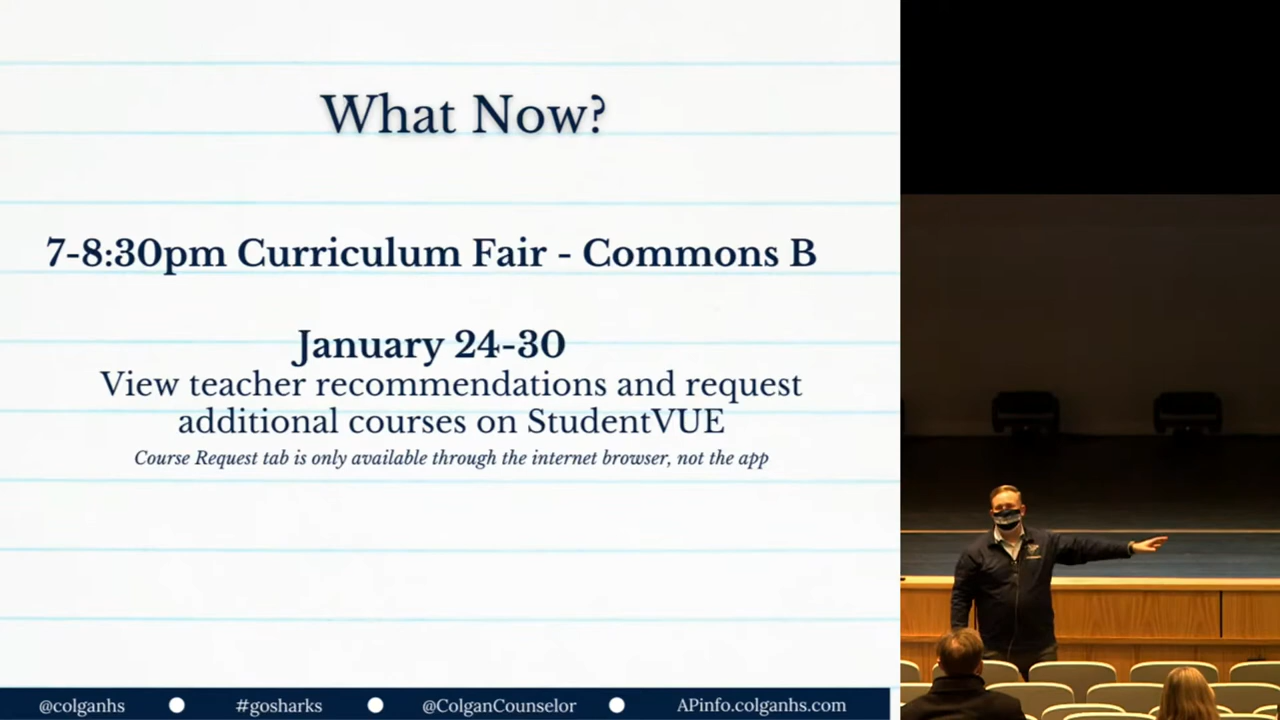 What Now?
7-8:30pm Curriculum Fair - Commons B
January 24-30
View teacher recommendations and request
additional courses on StudentVUE
Course Request tab is only available through the internet browser, not the app
@colganhs
#gosharks
@ColganCounselor
APinfo.colganhs.com